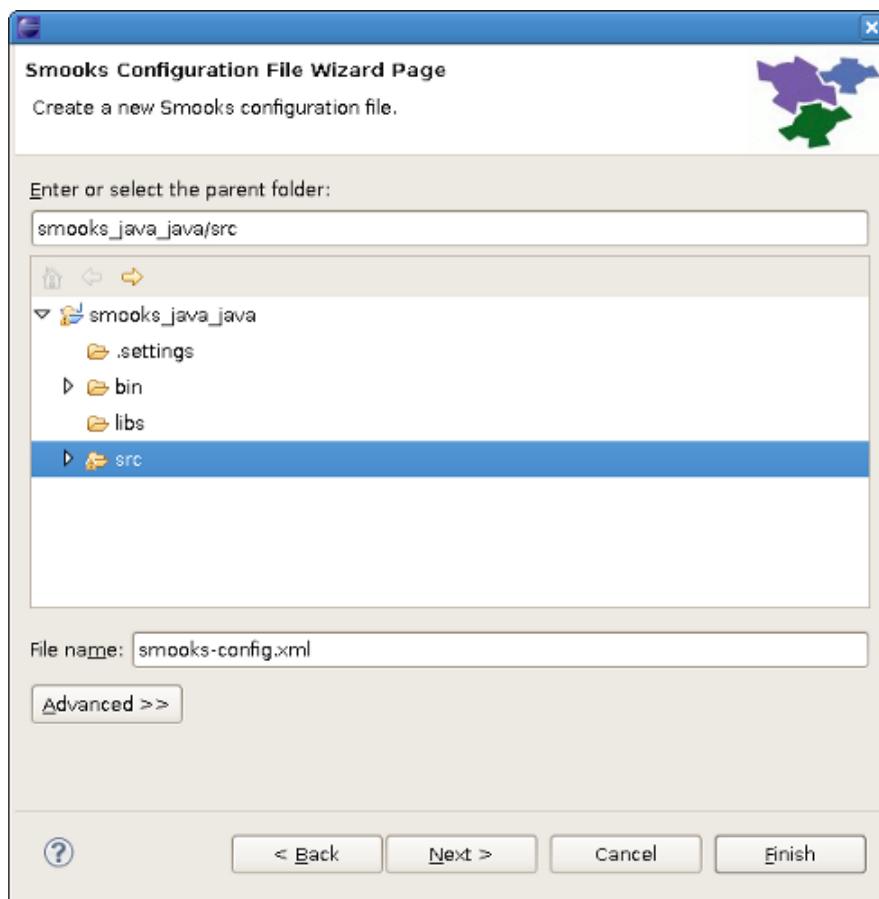 Smooks Configuration File Wizard Page
Create a new Smooks configuration file.
Enter or select the parent folder:
smooks_java_java/src
smooks_java_java
.settings
bin
libs
src
File name: smooks-config.xml
Advanced >>
? < Back Next > Cancel Finish